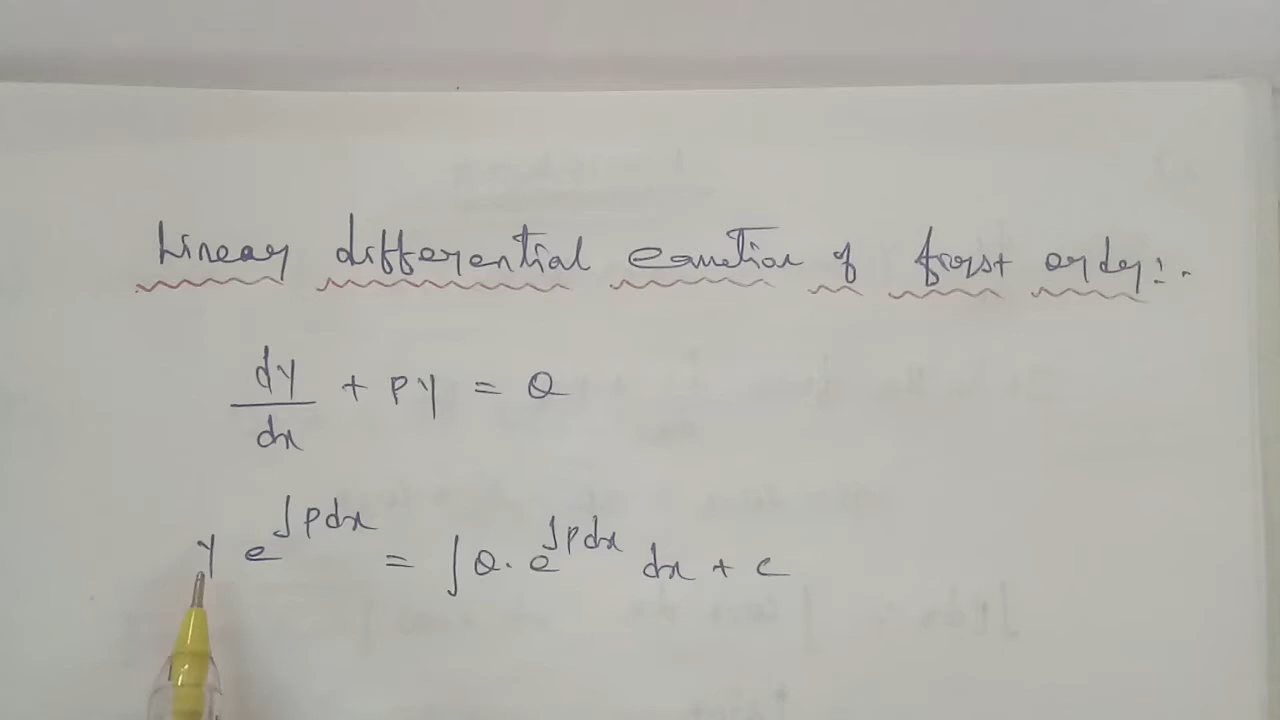 Linear differential equation of first order:-
dy/dx + Py = Q
y e^∫Pdx = ∫Q. e^∫Pdx dx + c